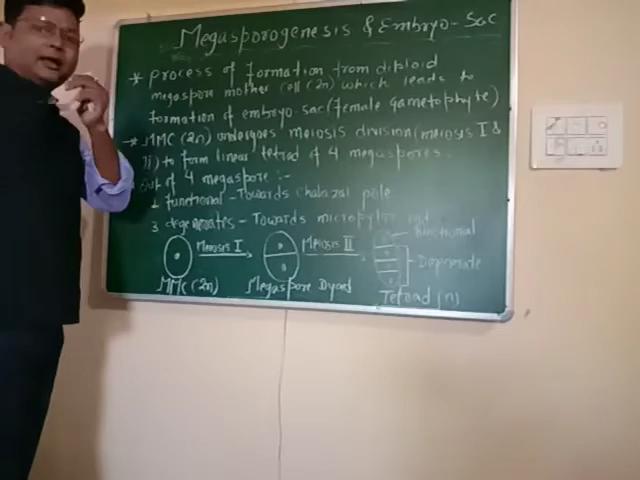 Megasporogenesis & Embryo-Sac
* Process of Formation from diploid
megaspore mother cell (2n) which leads to
formation of embryo-sac (female gametophyte)
* MMC (2n) undergoes meiosis division (meiosis I &
II) to form linear tetrad of 4 megaspores.
Out of 4 megaspore :-
1 functional - Towards chalazal pole
3 degenerates - Towards micropylar
Functional
Meiosis I
Meiosis II
Degenerate
MMC (2n)
Megaspore Dyad
Tetrad (n)